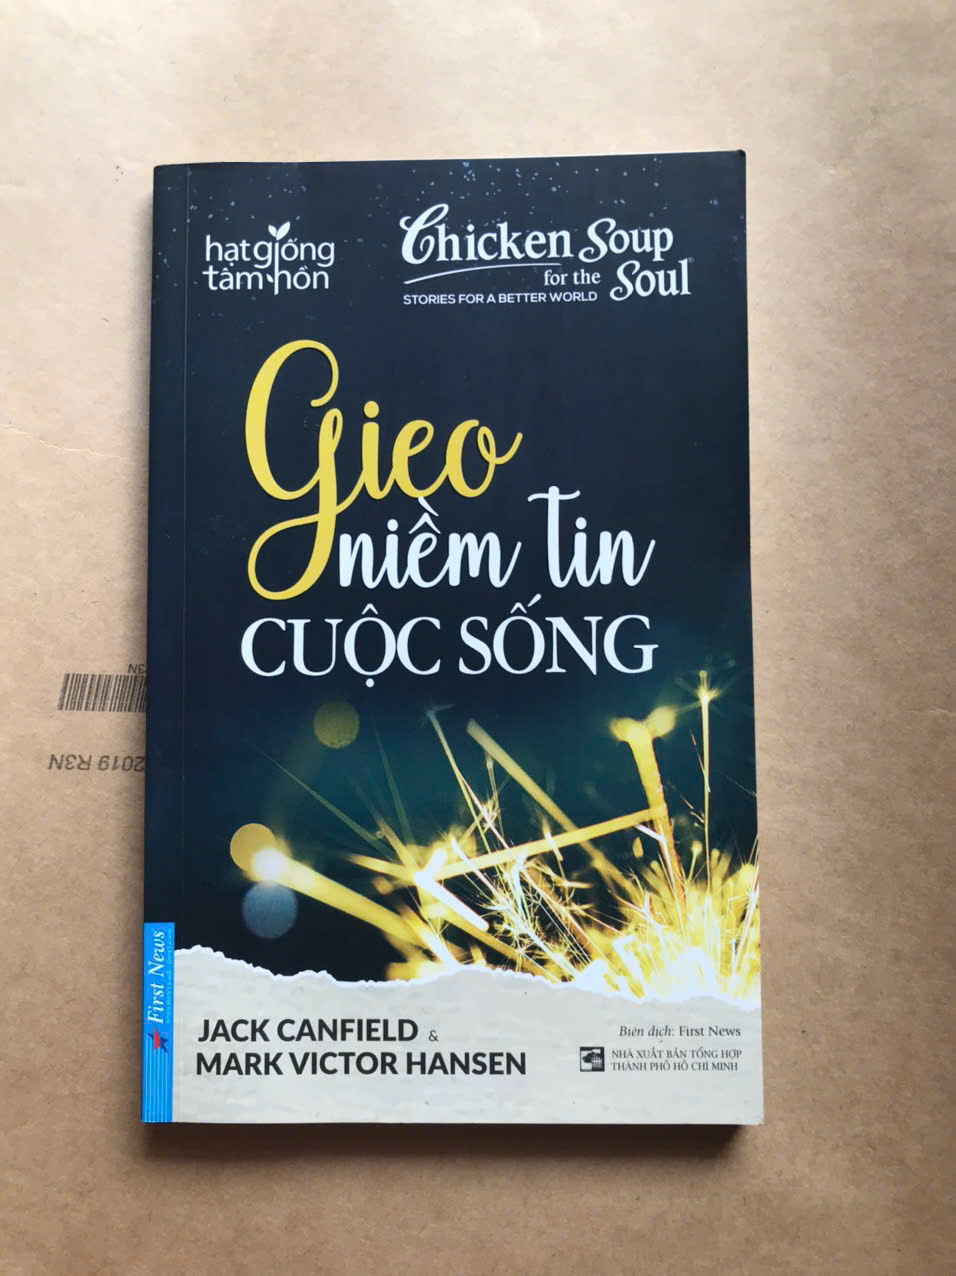 hạt giống
tâm hồn
Chicken Soup
for the Soul®
STORIES FOR A BETTER WORLD
Gieo
niềm tin
CUỘC SỐNG
First News
JACK CANFIELD &
MARK VICTOR HANSEN
Biên dịch: First News
NHÀ XUẤT BẢN TỔNG HỢP
THÀNH PHỐ HỒ CHÍ MINH
R3N
2019 R3N